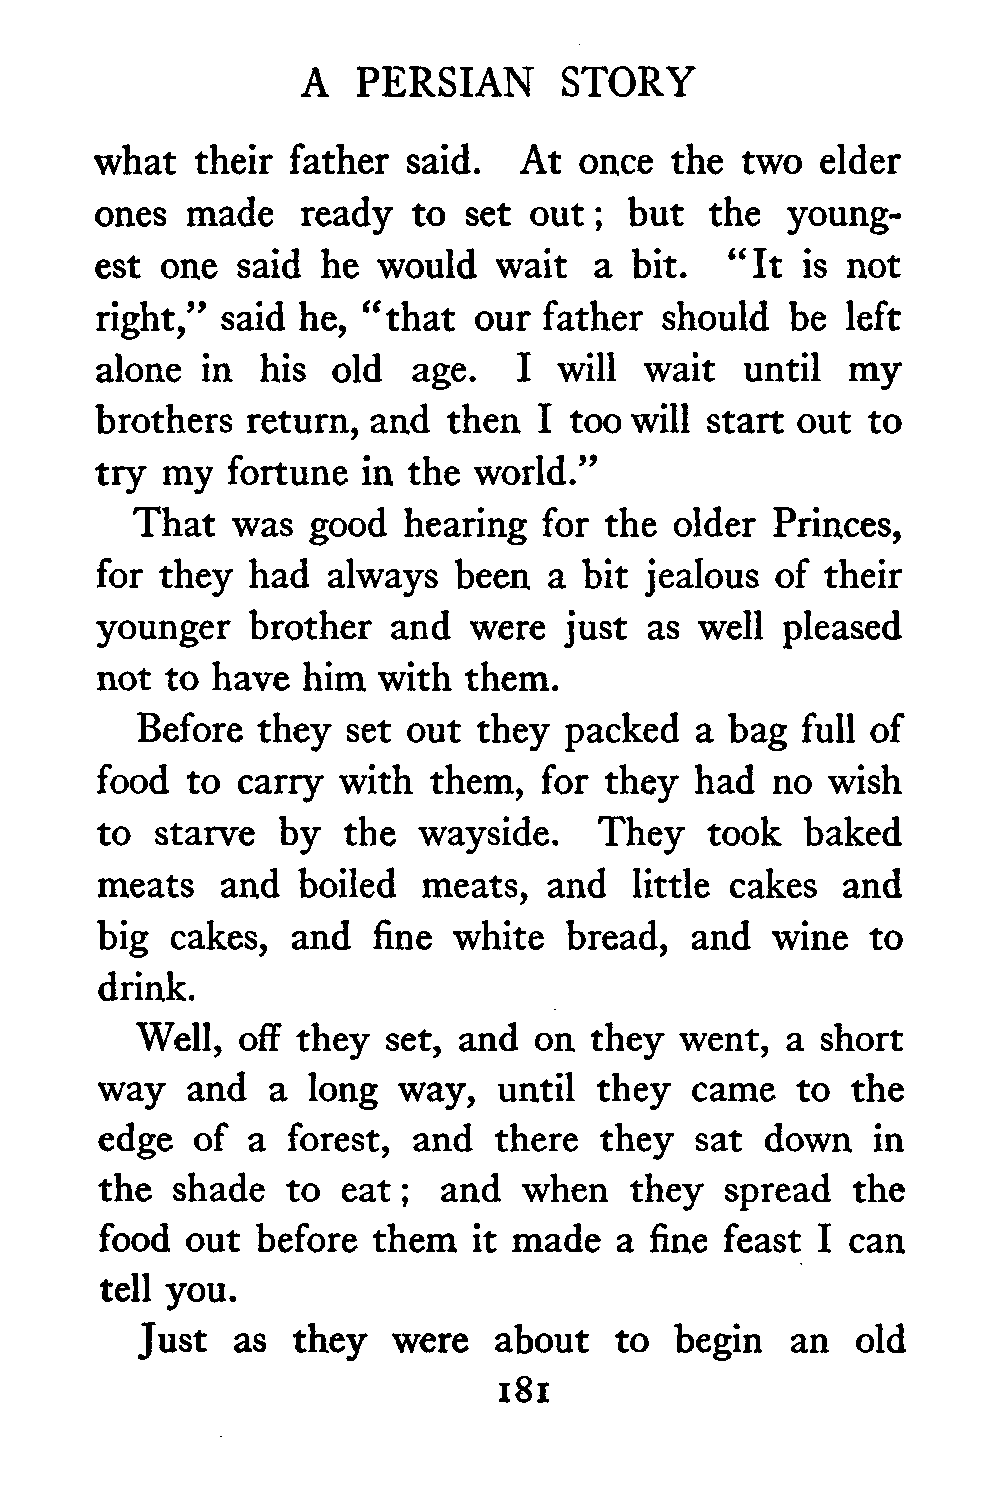 A PERSIAN STORY
what their father said. At once the two elder
ones made ready to set out; but the young-
est one said he would wait a bit. "It is not
right," said he, "that our father should be left
alone in his old age. I will wait until my
brothers return, and then I too will start out to
try my fortune in the world."
That was good hearing for the older Princes,
for they had always been a bit jealous of their
younger brother and were just as well pleased
not to have him with them.
Before they set out they packed a bag full of
food to carry with them, for they had no wish
to starve by the wayside. They took baked
meats and boiled meats, and little cakes and
big cakes, and fine white bread, and wine to
drink.
Well, off they set, and on they went, a short
way and a long way, until they came to the
edge of a forest, and there they sat down in
the shade to eat; and when they spread the
food out before them it made a fine feast I can
tell you.
Just as they were about to begin an old
181